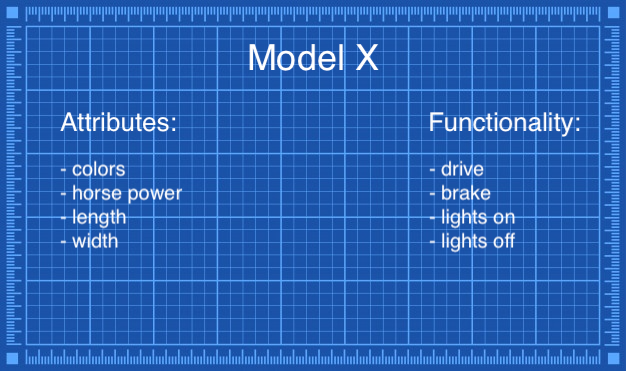 Model X
Attributes:
- colors
- horse power
- length
- width
Functionality:
- drive
- brake
- lights on
- lights off